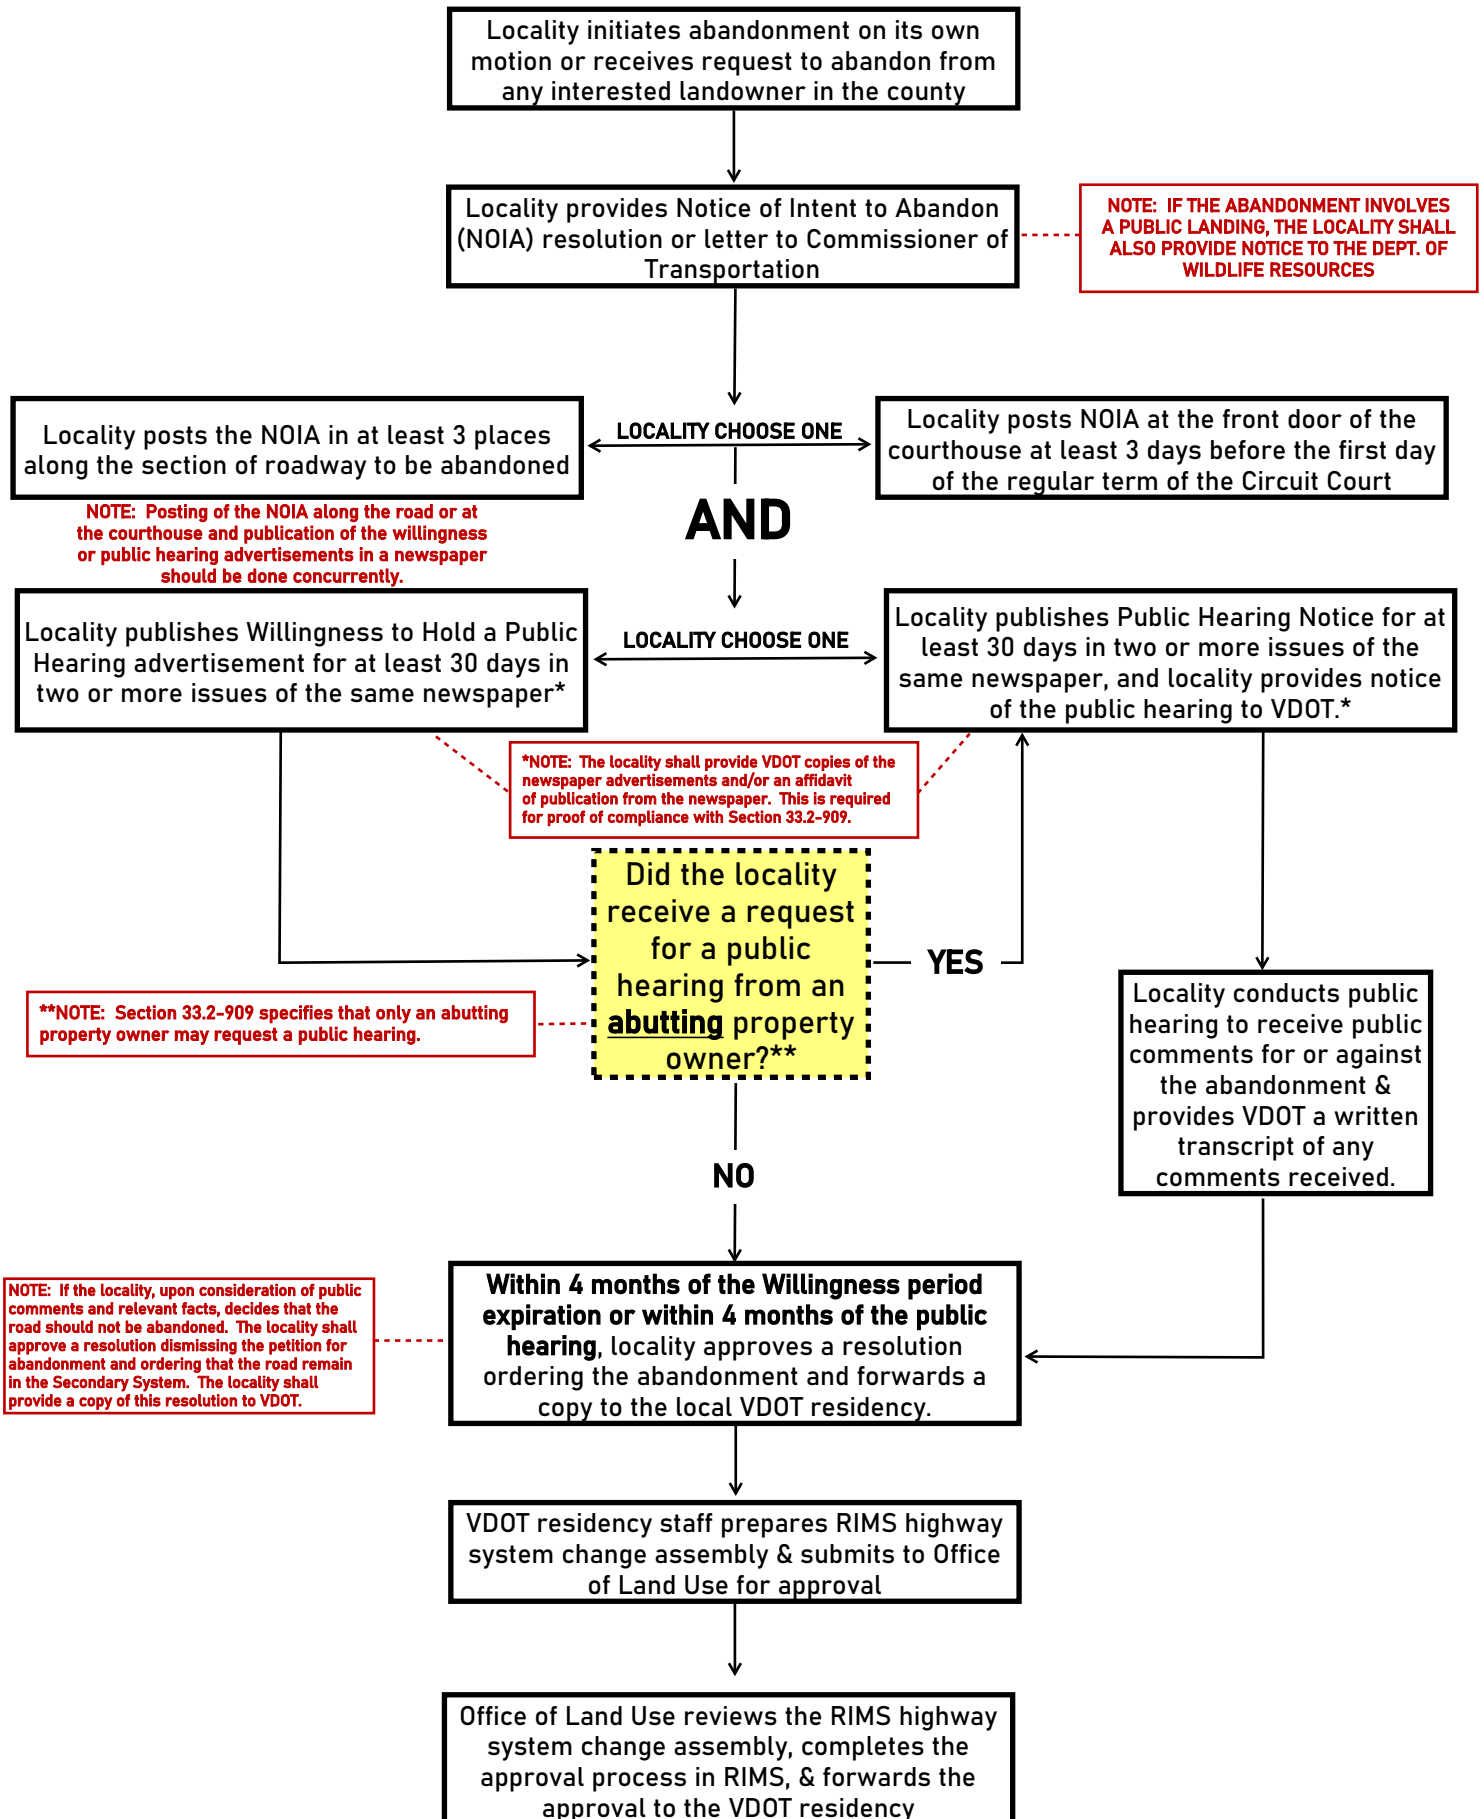 Locality initiates abandonment on its own
motion or receives request to abandon from
any interested landowner in the county
Locality provides Notice of Intent to Abandon
(NOIA) resolution or letter to Commissioner of
Transportation
NOTE: IF THE ABANDONMENT INVOLVES
A PUBLIC LANDING, THE LOCALITY SHALL
ALSO PROVIDE NOTICE TO THE DEPT. OF
WILDLIFE RESOURCES
Locality posts the NOIA in at least 3 places
along the section of roadway to be abandoned
LOCALITY CHOOSE ONE
Locality posts NOIA at the front door of the
courthouse at least 3 days before the first day
of the regular term of the Circuit Court
NOTE: Posting of the NOIA along the road or at
the courthouse and publication of the willingness
or public hearing advertisements in a newspaper
should be done concurrently.
AND
Locality publishes Willingness to Hold a Public
Hearing advertisement for at least 30 days in
two or more issues of the same newspaper*
LOCALITY CHOOSE ONE
Locality publishes Public Hearing Notice for at
least 30 days in two or more issues of the
same newspaper, and locality provides notice
of the public hearing to VDOT.*
*NOTE: The locality shall provide VDOT copies of the
newspaper advertisements and/or an affidavit
of publication from the newspaper. This is required
for proof of compliance with Section 33.2-909.
Did the locality
receive a request
for a public
hearing from an
abutting property
owner?**
YES
**NOTE: Section 33.2-909 specifies that only an abutting
property owner may request a public hearing.
Locality conducts public
hearing to receive public
comments for or against
the abandonment &
provides VDOT a written
transcript of any
comments received.
NO
NOTE: If the locality, upon consideration of public
comments and relevant facts, decides that the
road should not be abandoned. The locality shall
approve a resolution dismissing the petition for
abandonment and ordering that the road remain
in the Secondary System. The locality shall
provide a copy of this resolution to VDOT.
Within 4 months of the Willingness period
expiration or within 4 months of the public
hearing, locality approves a resolution
ordering the abandonment and forwards a
copy to the local VDOT residency.
VDOT residency staff prepares RIMS highway
system change assembly & submits to Office
of Land Use for approval
Office of Land Use reviews the RIMS highway
system change assembly, completes the
approval process in RIMS, & forwards the
approval to the VDOT residency